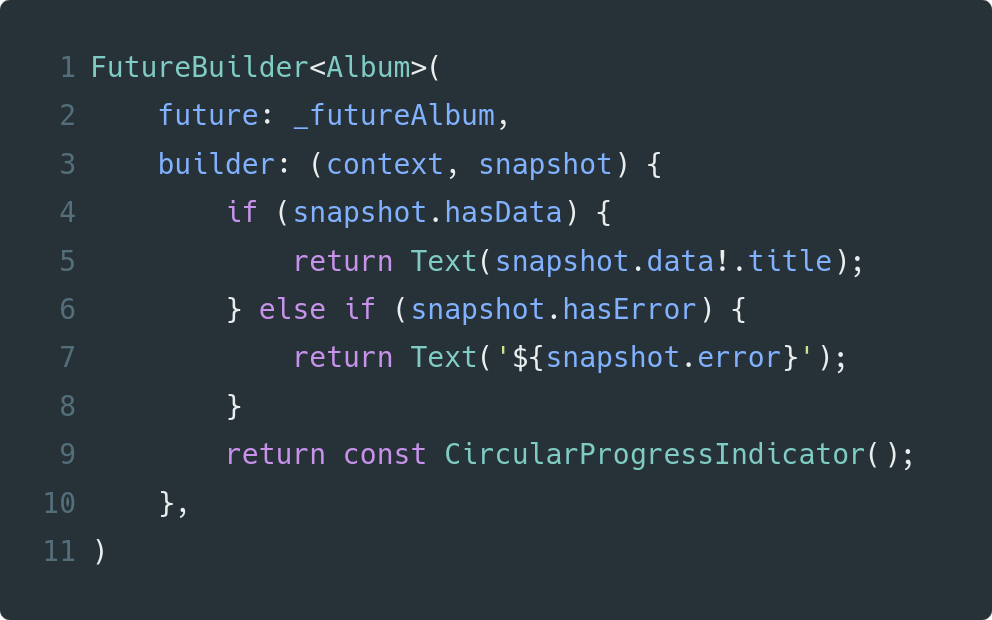 1 FutureBuilder<Album>(
2     future: _futureAlbum,
3     builder: (context, snapshot) {
4         if (snapshot.hasData) {
5             return Text(snapshot.data!.title);
6         } else if (snapshot.hasError) {
7             return Text('${snapshot.error}');
8         }
9         return const CircularProgressIndicator();
10     },
11 )